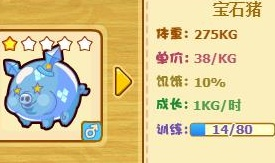 宝石猪
体重: 275KG
单价: 38/KG
饥饿: 10%
成长: 1KG/时
训练: 14/80